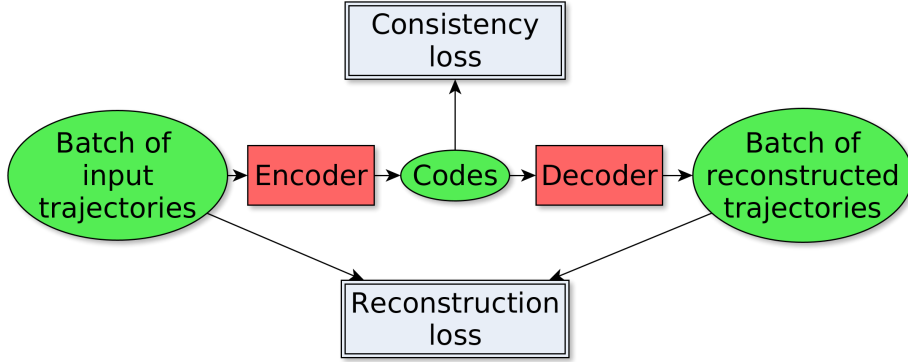 Consistency
loss
Batch of
input
trajectories
Encoder
Codes
Decoder
Batch of
reconstructed
trajectories
Reconstruction
loss